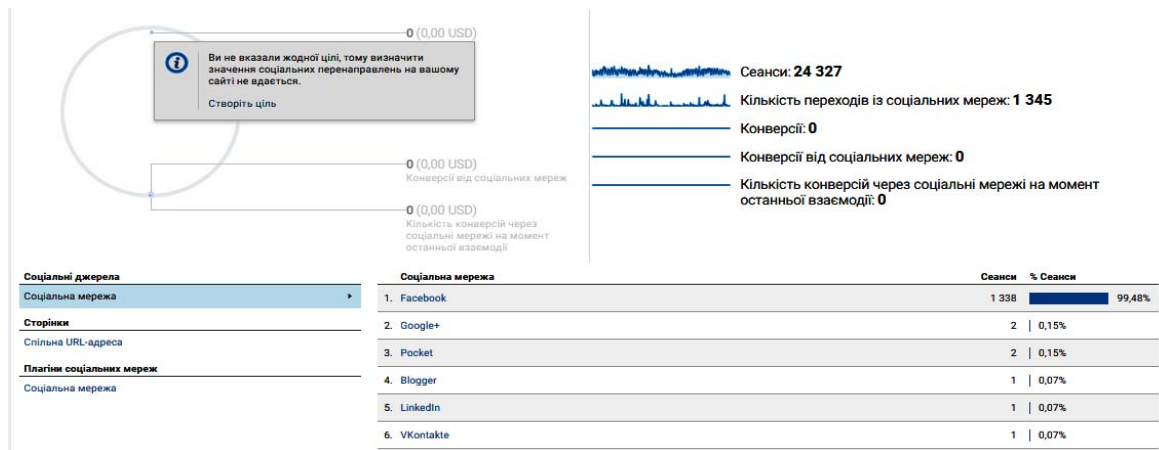 0 (0,00 USD)
Ви не вказали жодної цілі, тому визначити
значення соціальних перенаправлень на вашому
сайті не вдається.
Створіть ціль
0 (0,00 USD)
Конверсії від соціальних мереж
0 (0,00 USD)
Кількість конверсій через
соціальні мережі на момент
останньої взаємодії
Сеанси: 24 327
Кількість переходів із соціальних мереж: 1 345
Конверсії: 0
Конверсії від соціальних мереж: 0
Кількість конверсій через соціальні мережі на момент
останньої взаємодії: 0
Соціальні джерела
Соціальна мережа
Сторінки
Спільна URL-адреса
Плагіни соціальних мереж
Соціальна мережа
Соціальна мережа Сеанси % Сеанси
1. Facebook 1 338 99,48%
2. Google+ 2 0,15%
3. Pocket 2 0,15%
4. Blogger 1 0,07%
5. LinkedIn 1 0,07%
6. VKontakte 1 0,07%